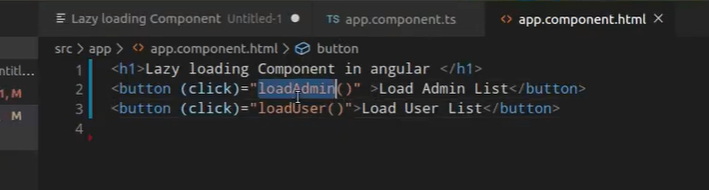 Lazy loading Component Untitled-1
TS app.component.ts
<> app.component.html ×
src > app > <> app.component.html > button
1 <h1>Lazy loading Component in angular </h1>
2 <button (click)="loadAdmin()" >Load Admin List</button>
3 <button (click)="loadUser()">Load User List</button>
4
ntitl...
1, M
M